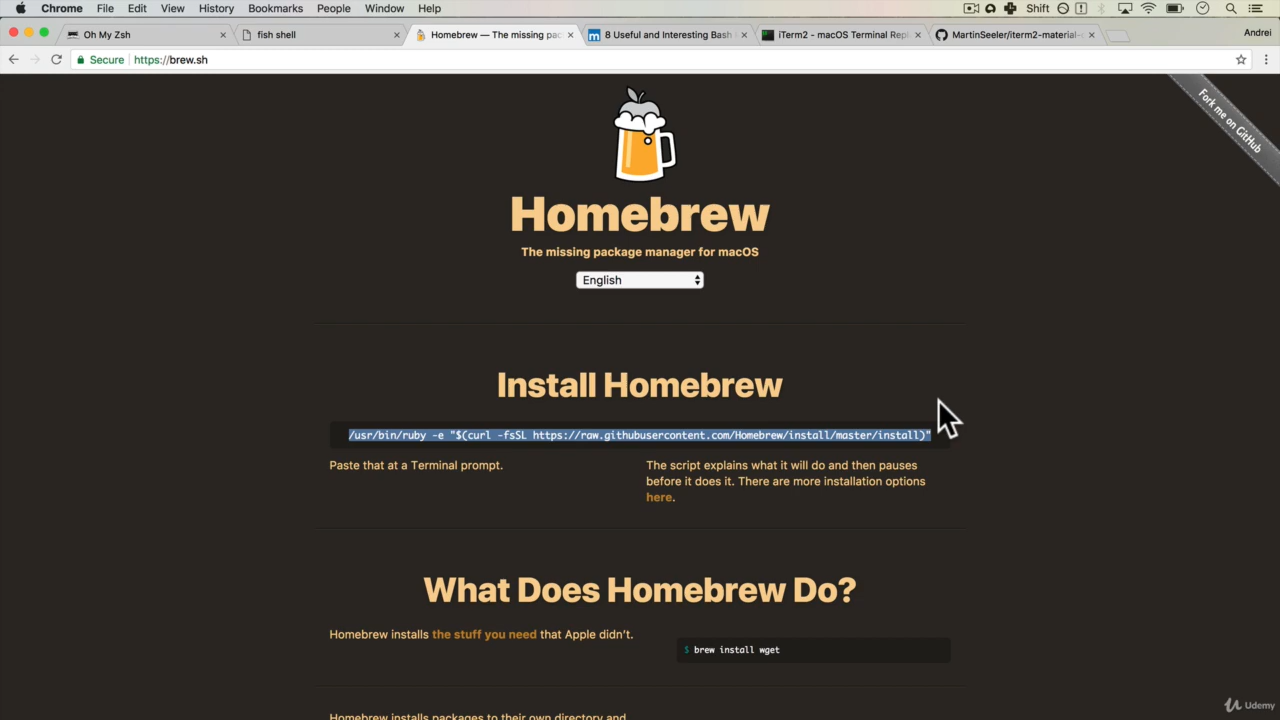 Chrome File Edit View History Bookmarks People Window Help Shift
Oh My Zsh fish shell Homebrew — The missing pac 8 Useful and Interesting Bash iTerm2 - macOS Terminal Repl MartinSeeler/iterm2-material- Andrei
Secure https://brew.sh
Fork me on GitHub
Homebrew
The missing package manager for macOS
English
Install Homebrew
/usr/bin/ruby -e "$(curl -fsSL https://raw.githubusercontent.com/Homebrew/install/master/install)"
Paste that at a Terminal prompt.
The script explains what it will do and then pauses
before it does it. There are more installation options
here.
What Does Homebrew Do?
Homebrew installs the stuff you need that Apple didn't.
$ brew install wget
Homebrew installs packages to their own directory and
Udemy